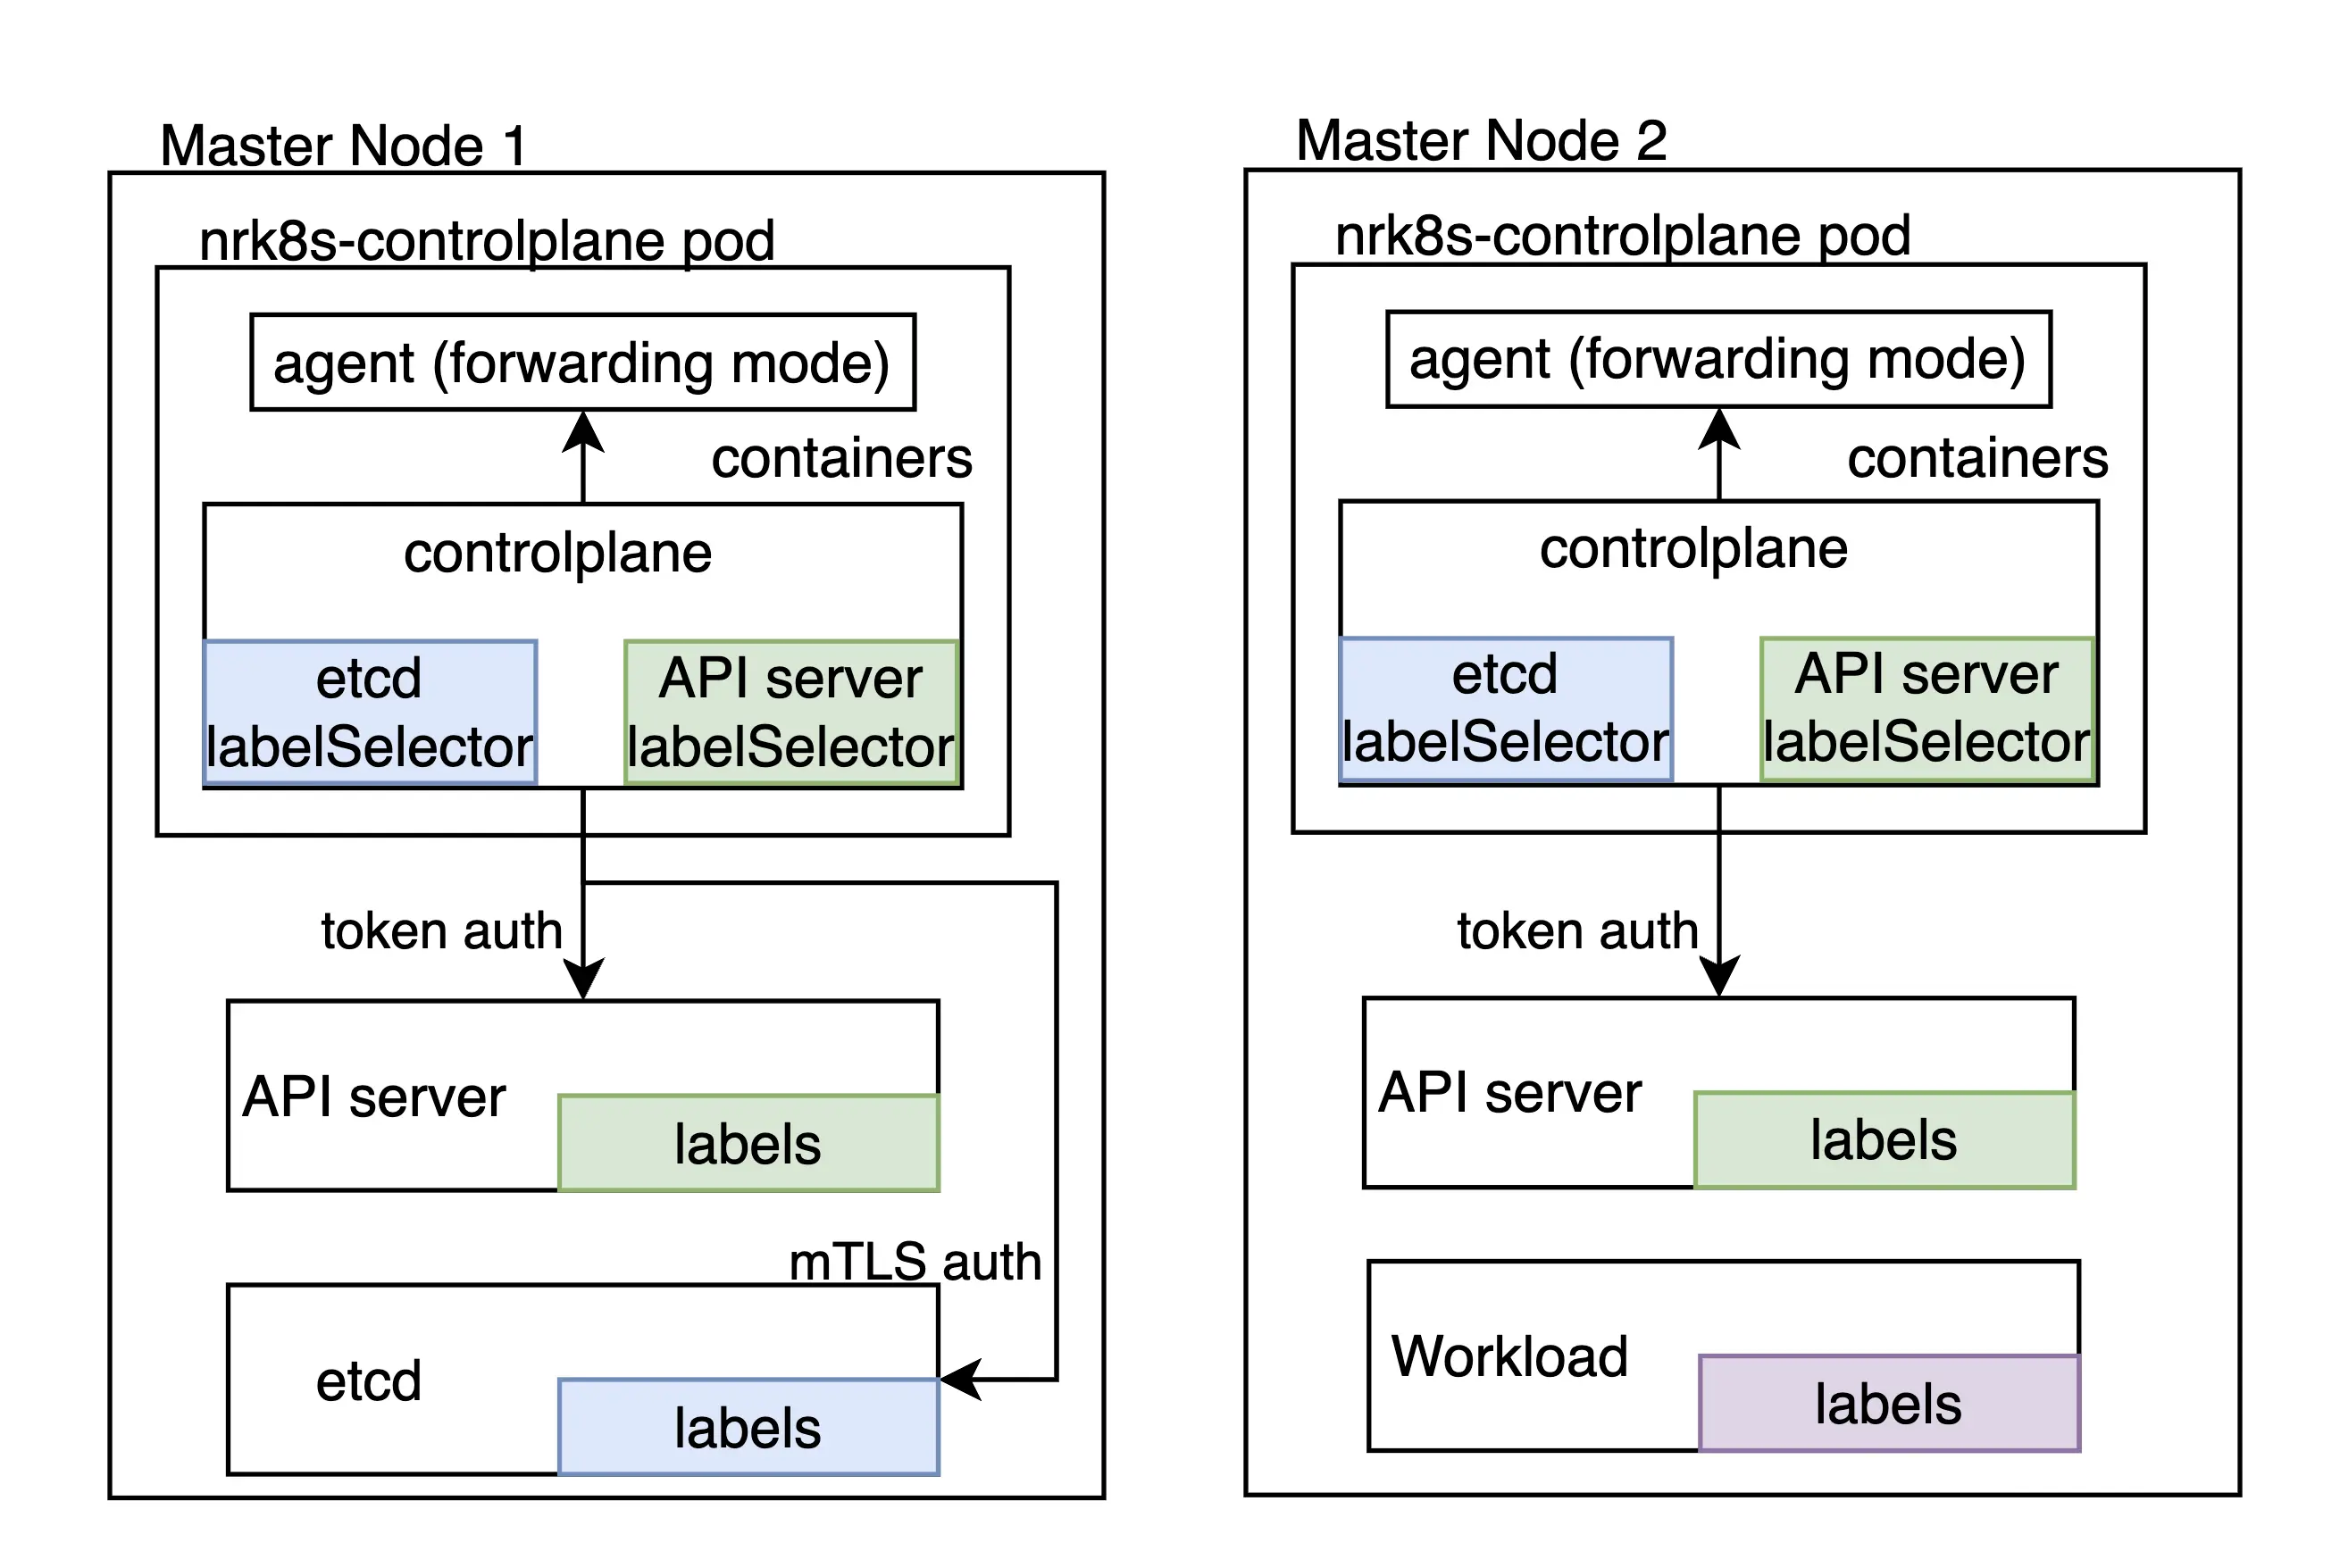 Master Node 1
nrk8s-controlplane pod
agent (forwarding mode)
containers
controlplane
etcd
labelSelector
API server
labelSelector
token auth
API server
labels
mTLS auth
etcd
labels
Master Node 2
nrk8s-controlplane pod
agent (forwarding mode)
containers
controlplane
etcd
labelSelector
API server
labelSelector
token auth
API server
labels
Workload
labels